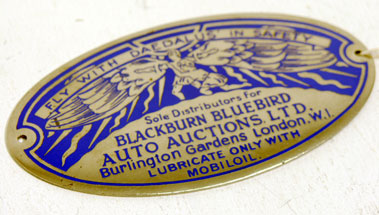 "FLY WITH DAEDALUS" IN SAFETY
Sole Distributors for
BLACKBURN BLUEBIRD
AUTO AUCTIONS, LTD.
Burlington Gardens London, W.1.
LUBRICATE ONLY WITH
MOBILOIL.